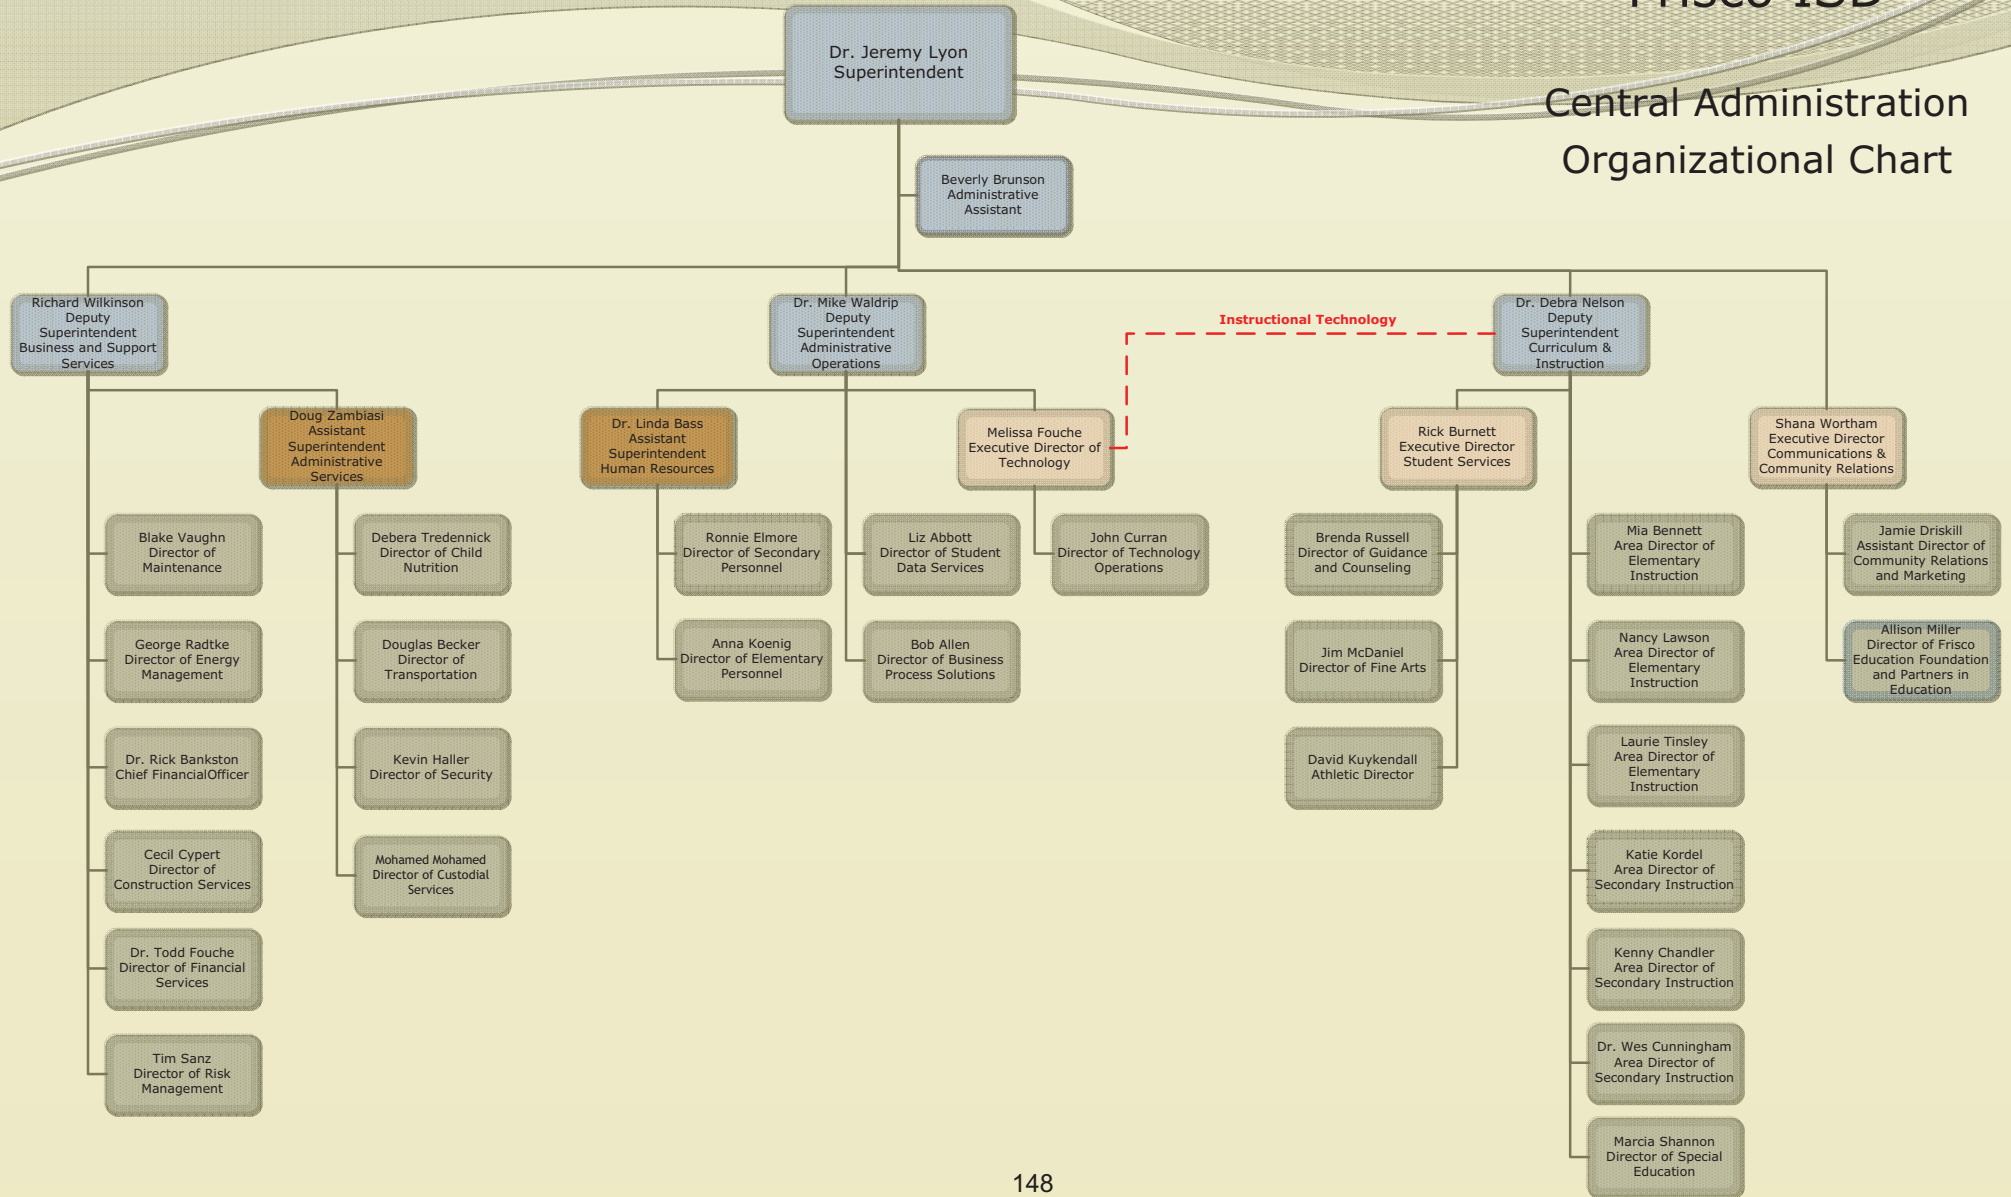 Frisco ISD
Central Administration
Organizational Chart
Dr. Jeremy Lyon
Superintendent
Beverly Brunson
Administrative
Assistant
Richard Wilkinson
Deputy
Superintendent
Business and Support
Services
Dr. Mike Waldrip
Deputy
Superintendent
Administrative
Operations
Instructional Technology
Dr. Debra Nelson
Deputy
Superintendent
Curriculum &
Instruction
Doug Zambiasi
Assistant
Superintendent
Administrative
Services
Dr. Linda Bass
Assistant
Superintendent
Human Resources
Melissa Fouche
Executive Director of
Technology
Rick Burnett
Executive Director
Student Services
Shana Wortham
Executive Director
Communications &
Community Relations
Blake Vaughn
Director of
Maintenance
Debera Tredennick
Director of Child
Nutrition
Ronnie Elmore
Director of Secondary
Personnel
Liz Abbott
Director of Student
Data Services
John Curran
Director of Technology
Operations
Brenda Russell
Director of Guidance
and Counseling
Mia Bennett
Area Director of
Elementary
Instruction
Jamie Driskill
Assistant Director of
Community Relations
and Marketing
George Radtke
Director of Energy
Management
Douglas Becker
Director of
Transportation
Anna Koenig
Director of Elementary
Personnel
Bob Allen
Director of Business
Process Solutions
Jim McDaniel
Director of Fine Arts
Nancy Lawson
Area Director of
Elementary
Instruction
Allison Miller
Director of Frisco
Education Foundation
and Partners in
Education
Dr. Rick Bankston
Chief FinancialOfficer
Kevin Haller
Director of Security
David Kuykendall
Athletic Director
Laurie Tinsley
Area Director of
Elementary
Instruction
Cecil Cypert
Director of
Construction Services
Mohamed Mohamed
Director of Custodial
Services
Katie Kordel
Area Director of
Secondary Instruction
Dr. Todd Fouche
Director of Financial
Services
Kenny Chandler
Area Director of
Secondary Instruction
Tim Sanz
Director of Risk
Management
Dr. Wes Cunningham
Area Director of
Secondary Instruction
Marcia Shannon
Director of Special
Education
148